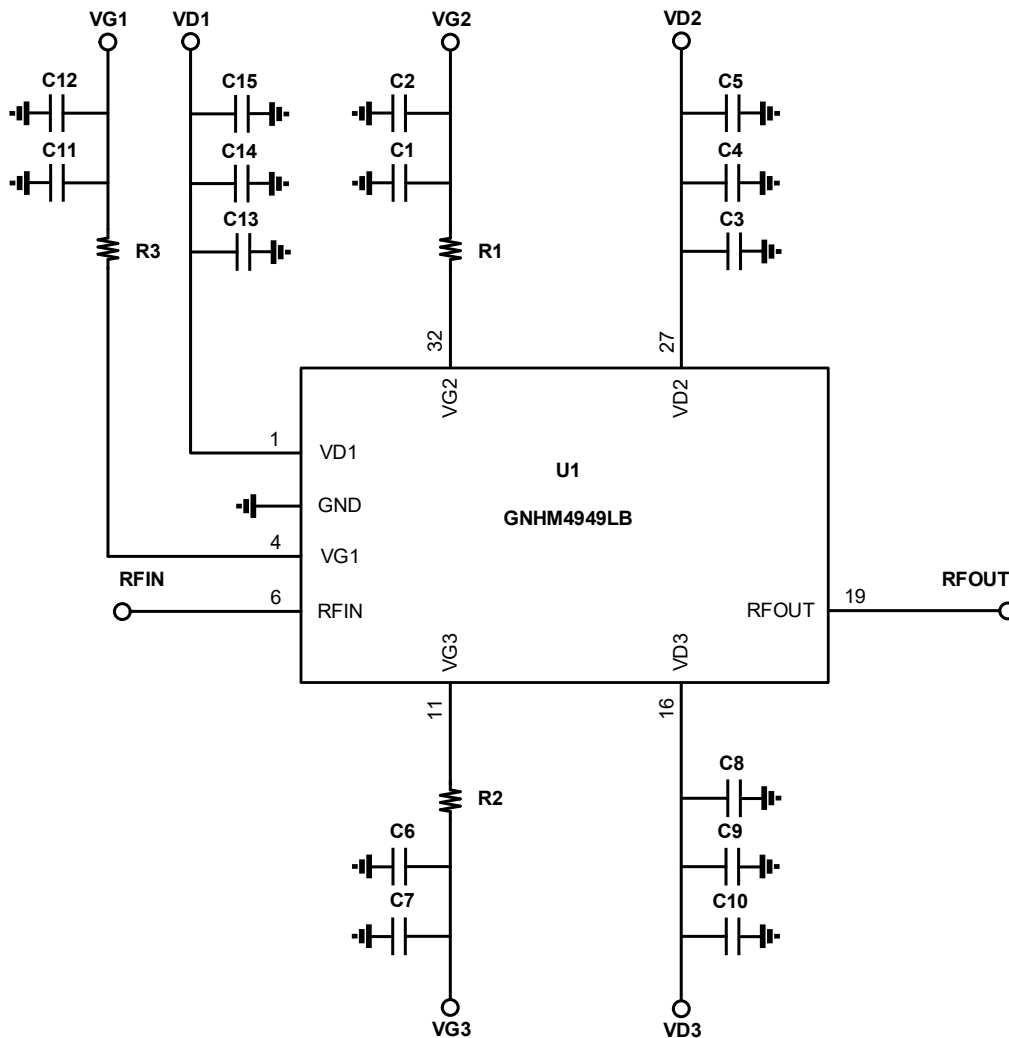 VG1 VD1 VG2 VD2
C12 C15 C2 C5
C11 C14 C1 C4
C13 C3
R3 R1
32 27
VG2 VD2
1 VD1
U1
GND
GNHM4949LB
4 VG1
RFIN RFOUT
6 RFIN RFOUT 19
VG3 VD3
11 16
C8
R2
C6 C9
C7 C10
VG3 VD3